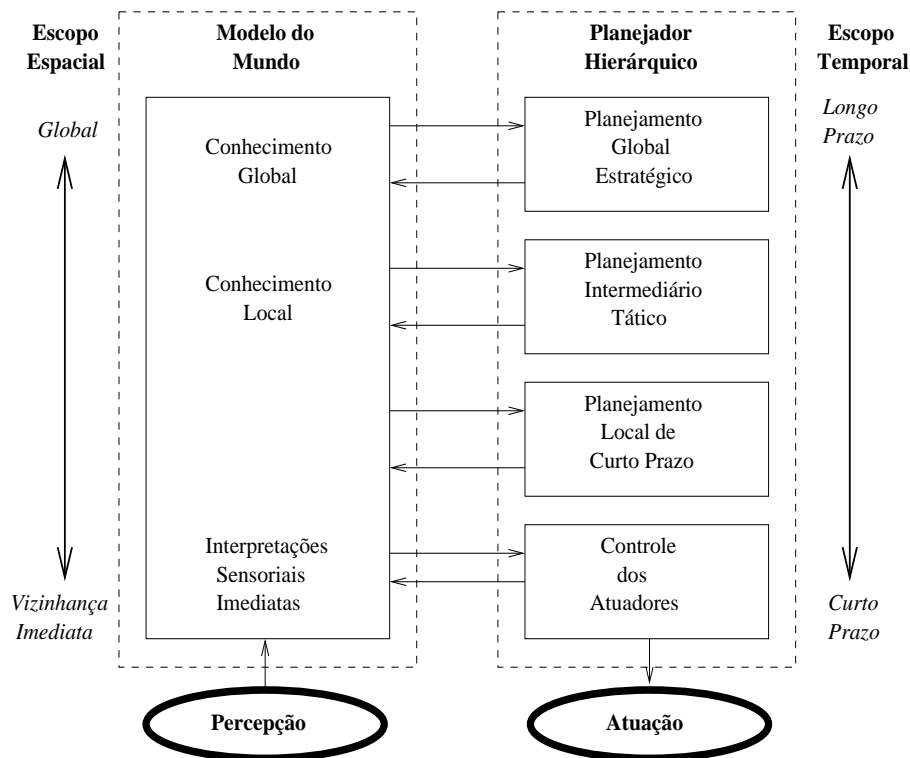 Escopo
Espacial
Modelo do
Mundo
Planejador
Hierárquico
Escopo
Temporal
Global
Conhecimento
Global
Planejamento
Global
Estratégico
Longo
Prazo
Conhecimento
Local
Planejamento
Intermediário
Tático
Planejamento
Local de
Curto Prazo
Vizinhança
Imediata
Interpretações
Sensoriais
Imediatas
Controle
dos
Atuadores
Curto
Prazo
Percepção
Atuação